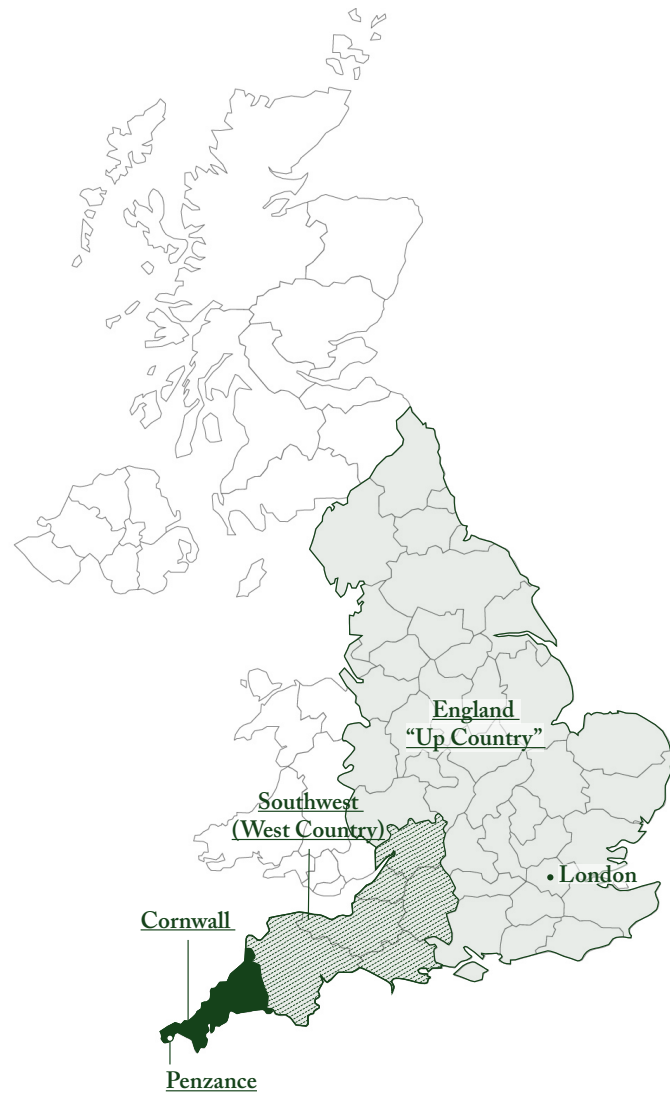 England
“Up Country”
Southwest
(West Country)
London
Cornwall
Penzance